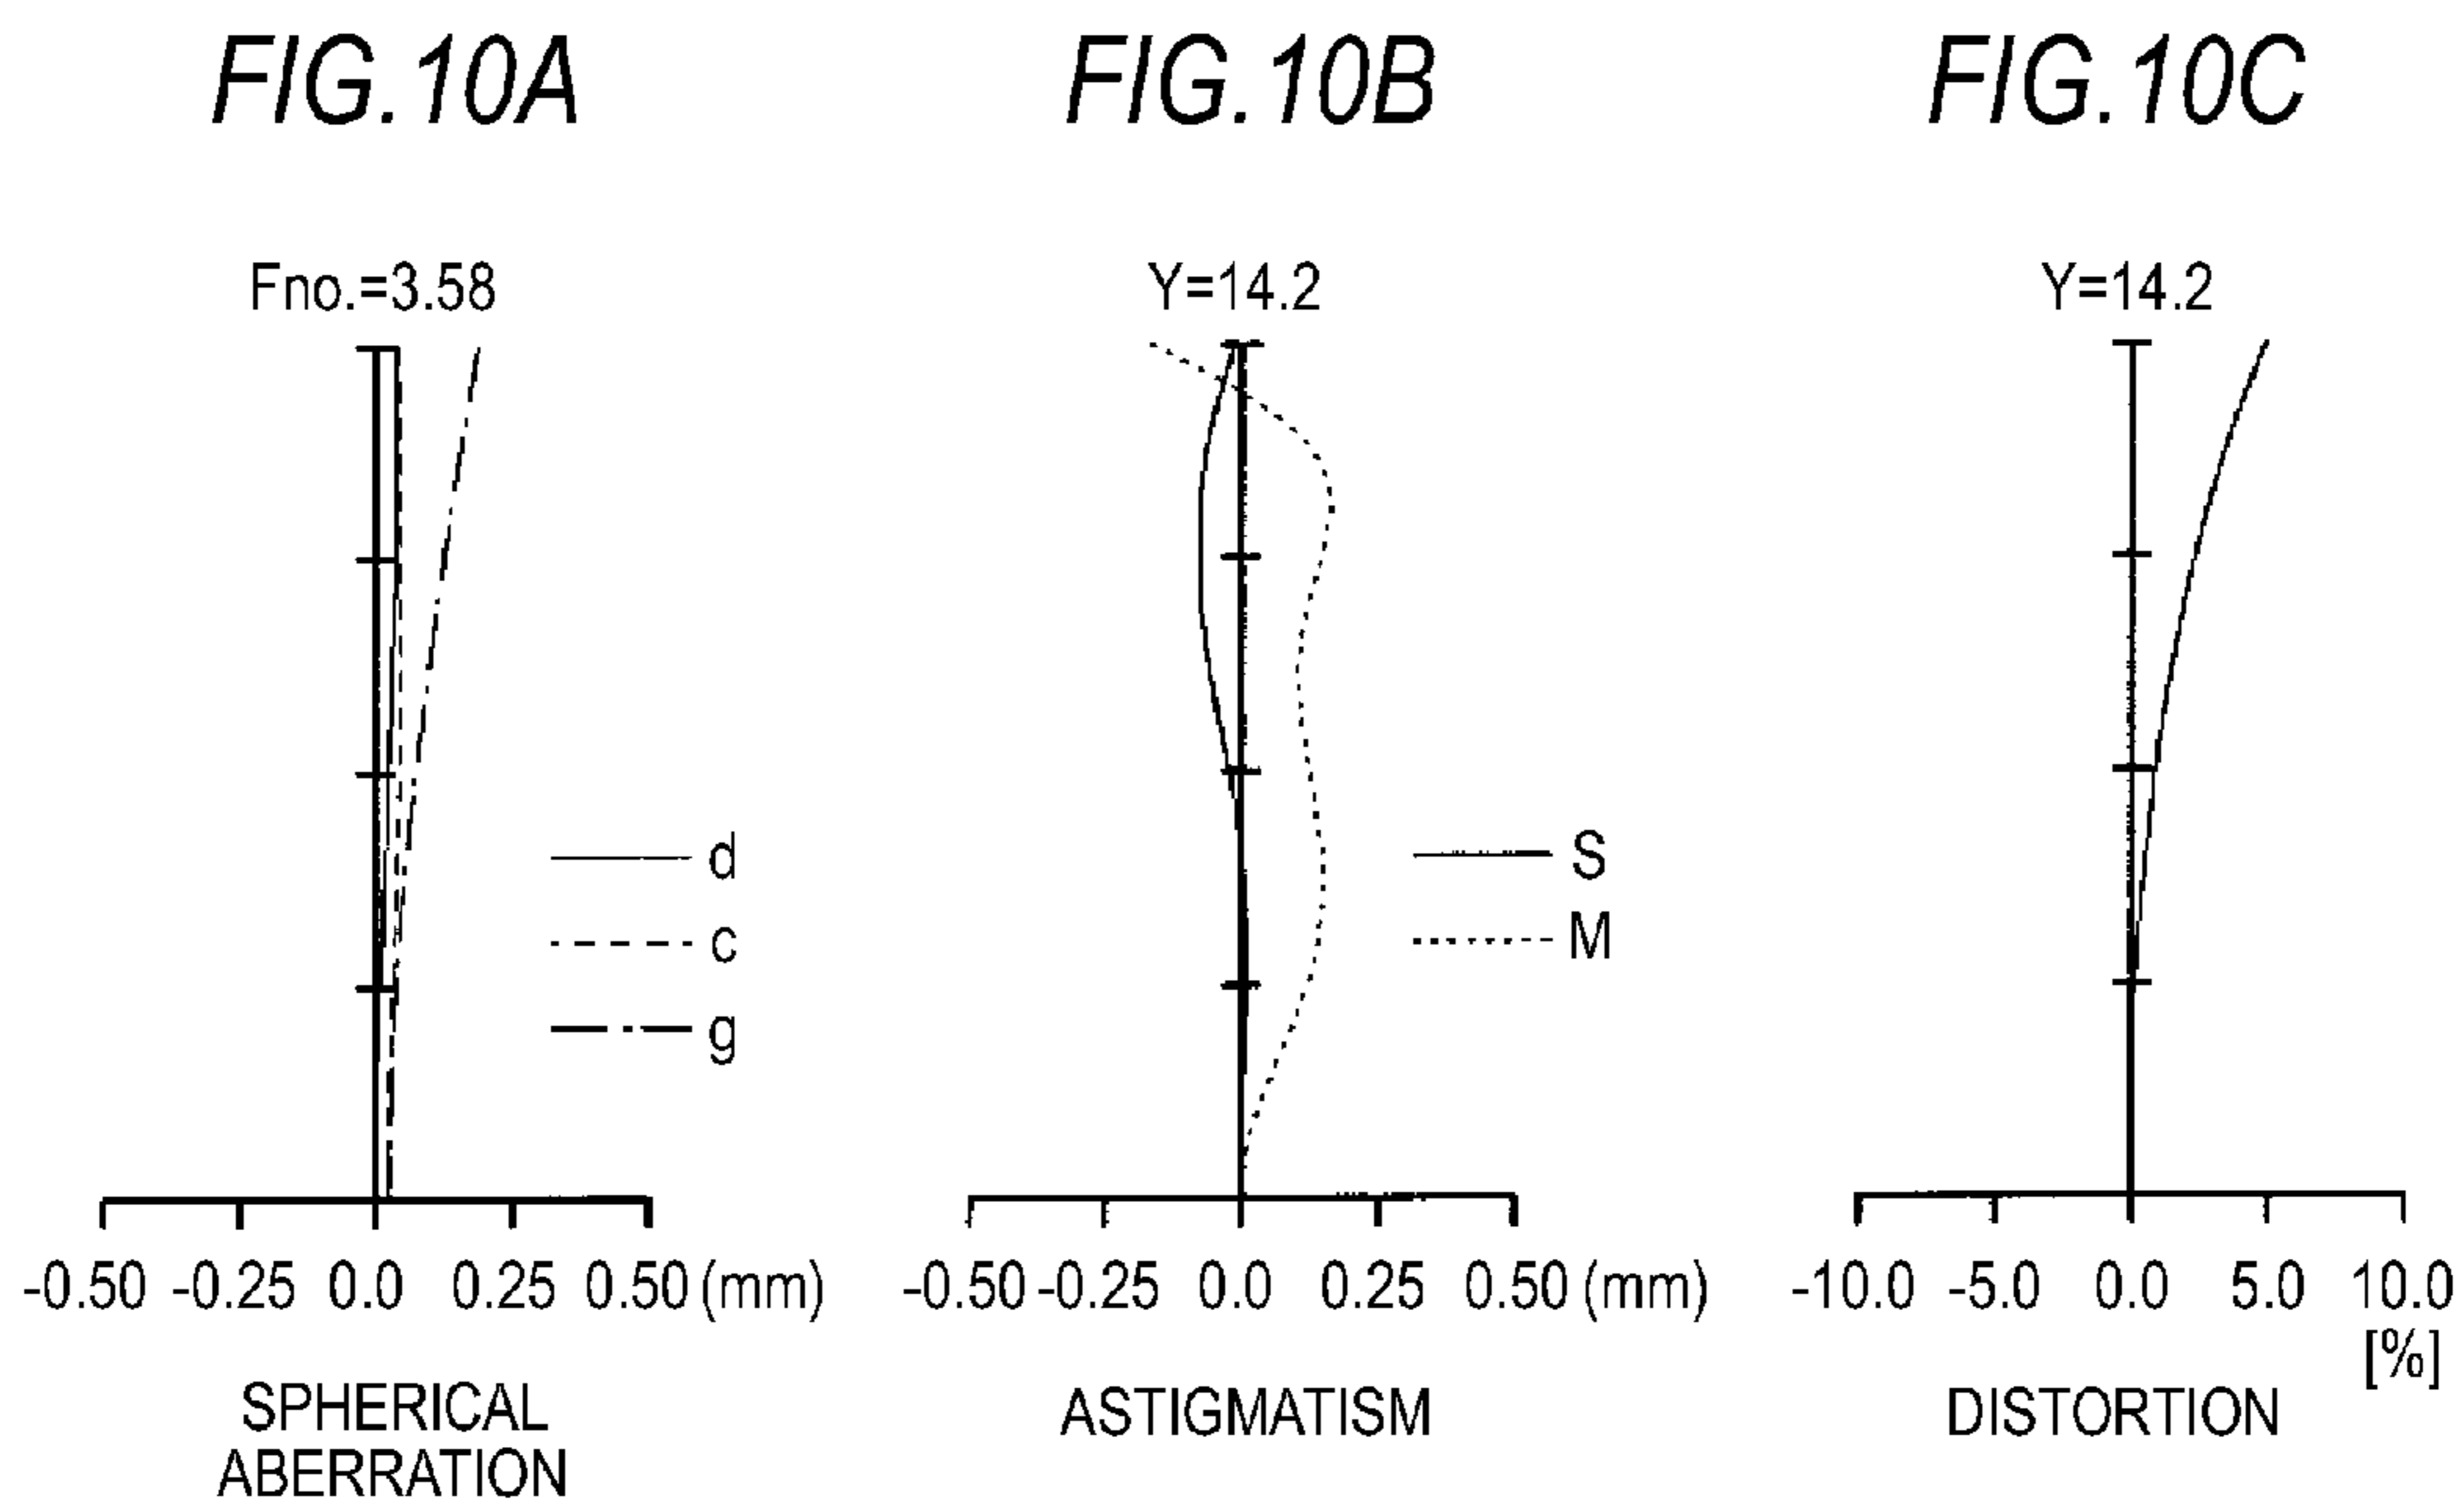 FIG.10A
Fno.=3.58
d
c
g
-0.50 -0.25 0.0 0.25 0.50 (mm)
SPHERICAL
ABERRATION
FIG.10B
Y=14.2
S
M
-0.50 -0.25 0.0 0.25 0.50 (mm)
ASTIGMATISM
FIG.10C
Y=14.2
-10.0 -5.0 0.0 5.0 10.0
[%]
DISTORTION